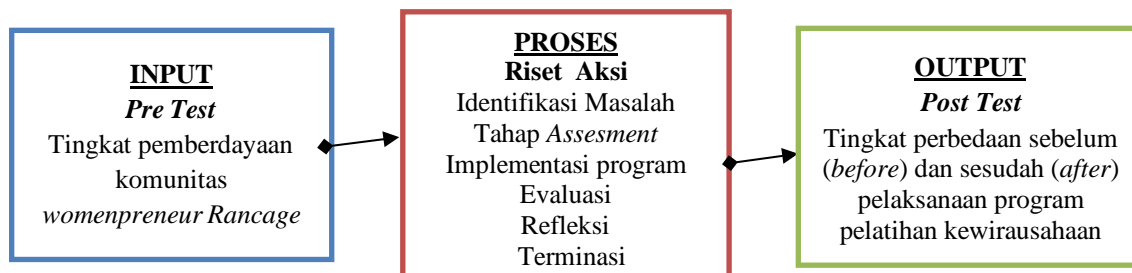 INPUT
Pre Test
Tingkat pemberdayaan
komunitas
womenpreneur Rancage
PROSES
Riset Aksi
Identifikasi Masalah
Tahap Assesment
Implementasi program
Evaluasi
Refleksi
Terminasi
OUTPUT
Post Test
Tingkat perbedaan sebelum
(before) dan sesudah (after)
pelaksanaan program
pelatihan kewirausahaan